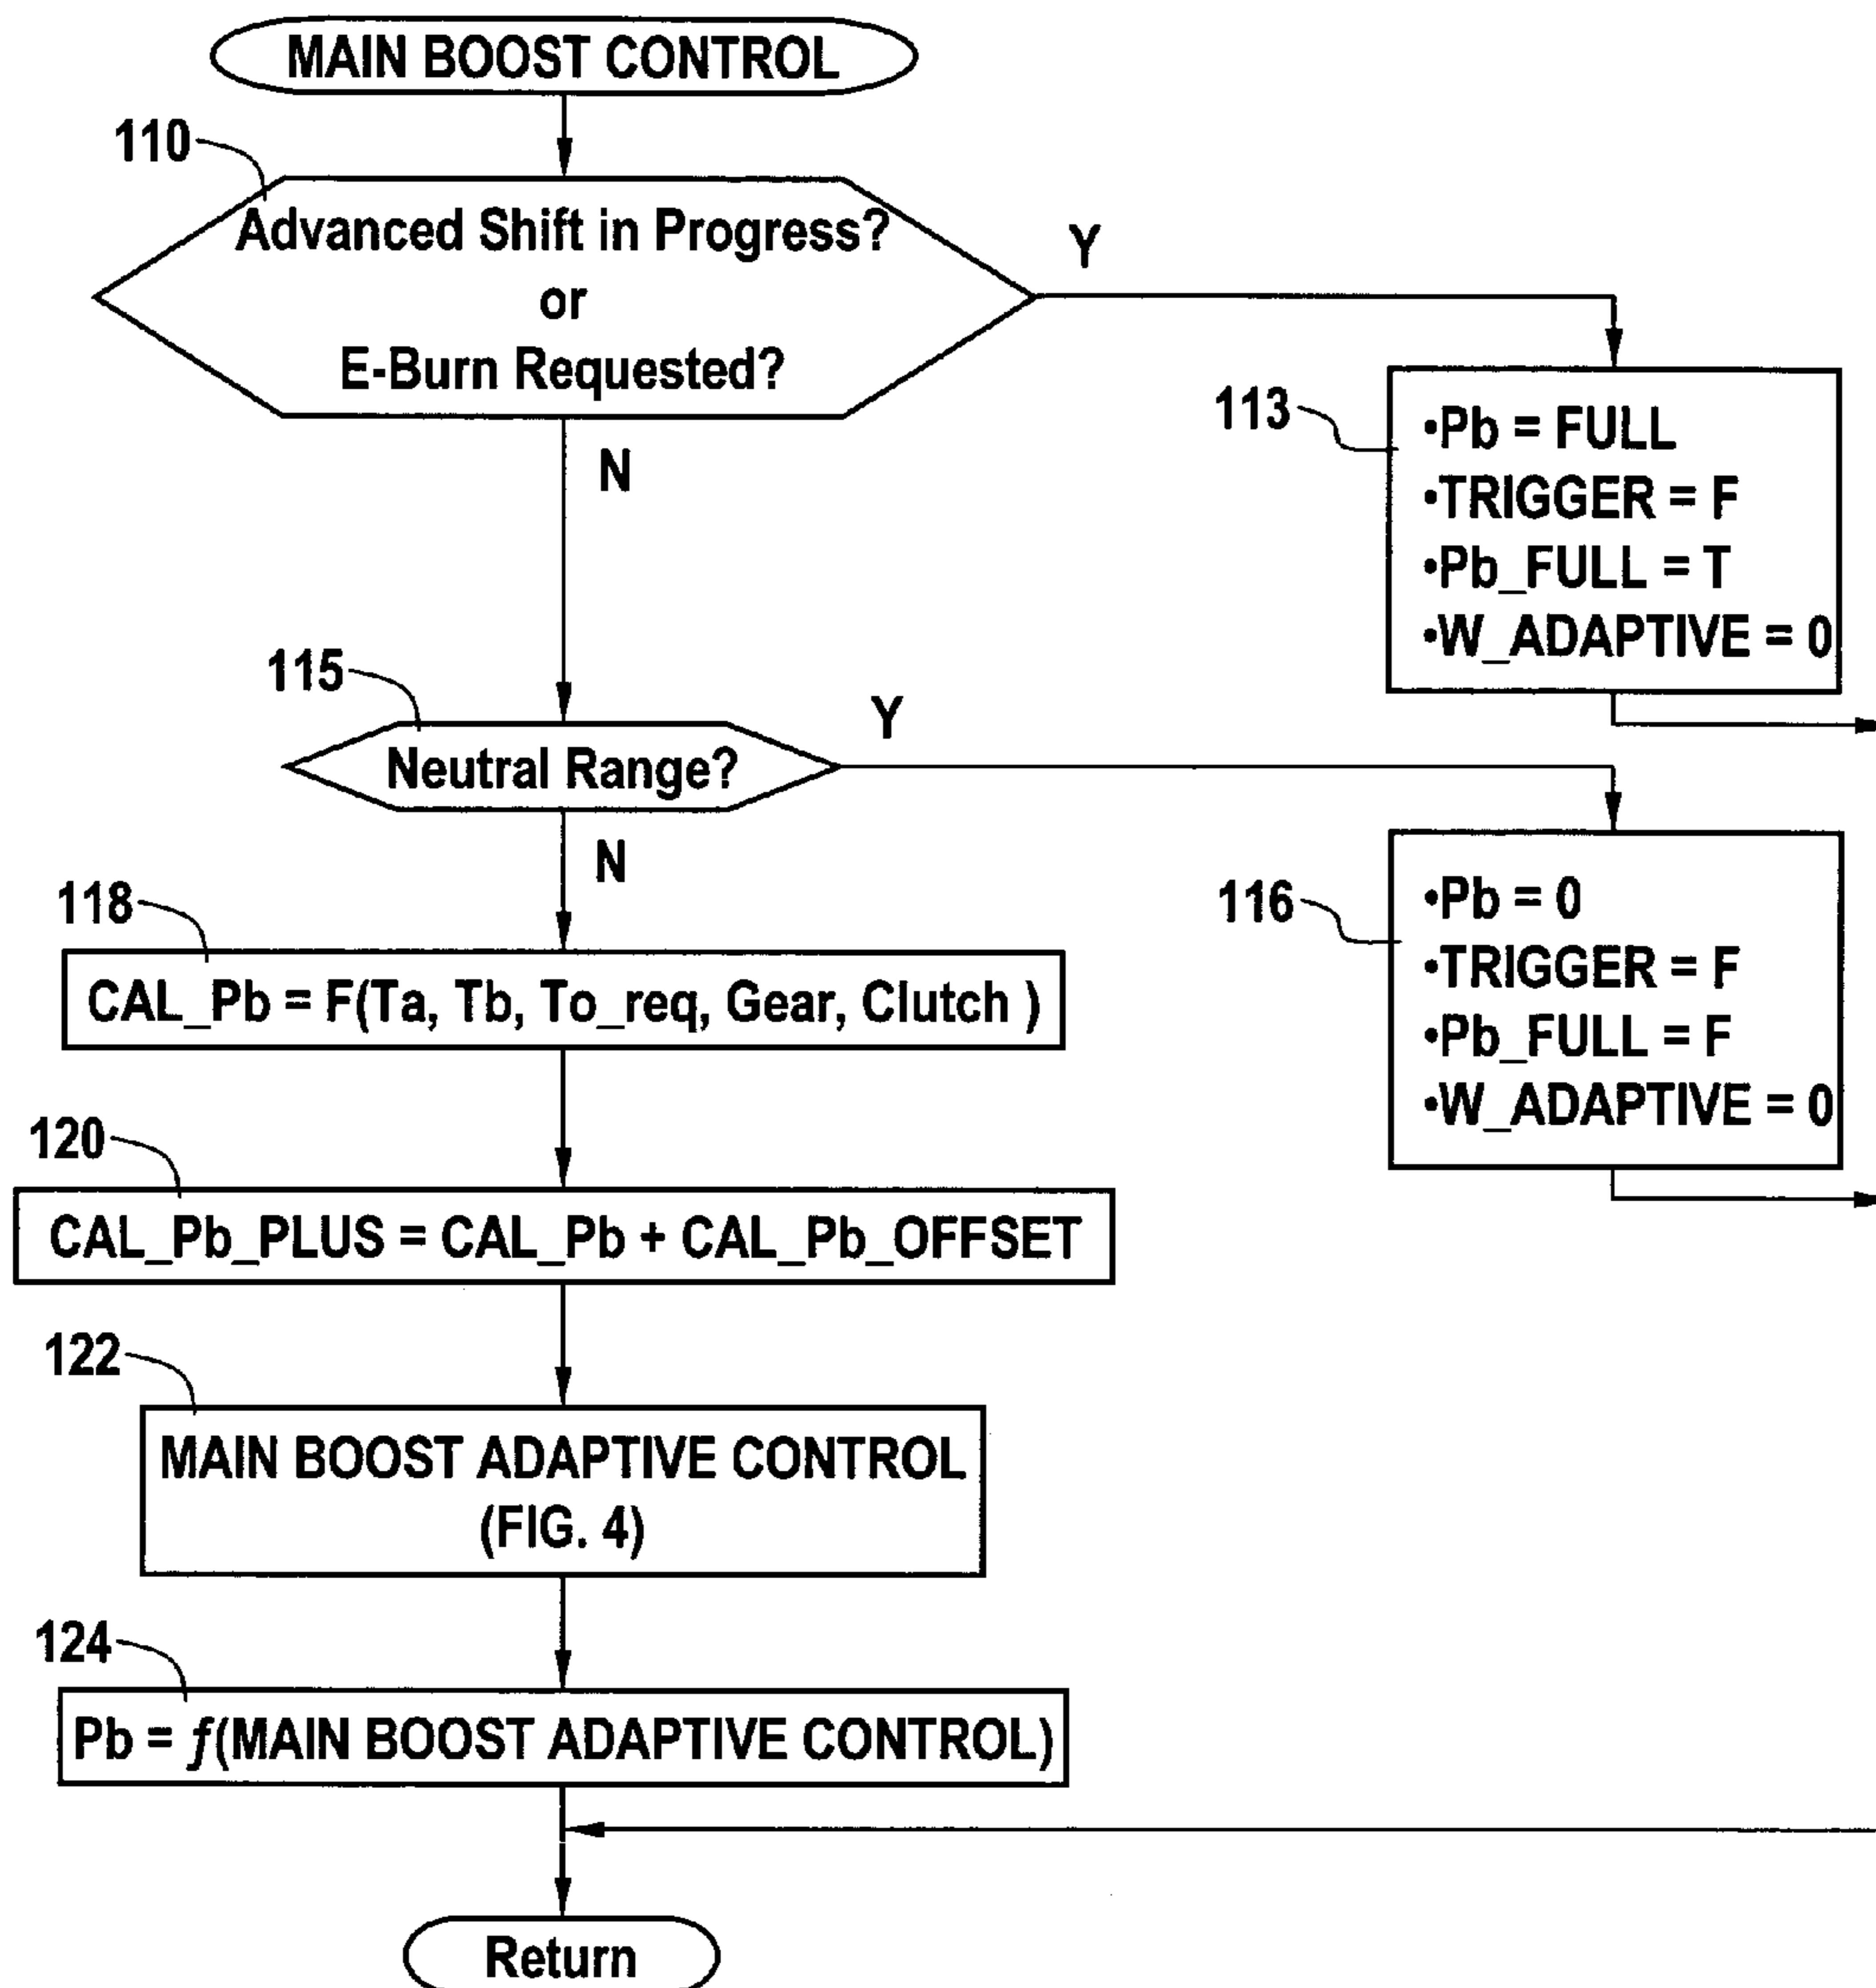 MAIN BOOST CONTROL
110
Advanced Shift in Progress?
or
E-Burn Requested?
Y
N
113
•Pb = FULL
•TRIGGER = F
•Pb_FULL = T
•W_ADAPTIVE = 0
115
Neutral Range?
Y
N
116
•Pb = 0
•TRIGGER = F
•Pb_FULL = F
•W_ADAPTIVE = 0
118
CAL_Pb = F(Ta, Tb, To_req, Gear, Clutch )
120
CAL_Pb_PLUS = CAL_Pb + CAL_Pb_OFFSET
122
MAIN BOOST ADAPTIVE CONTROL
(FIG. 4)
124
Pb = f(MAIN BOOST ADAPTIVE CONTROL)
Return